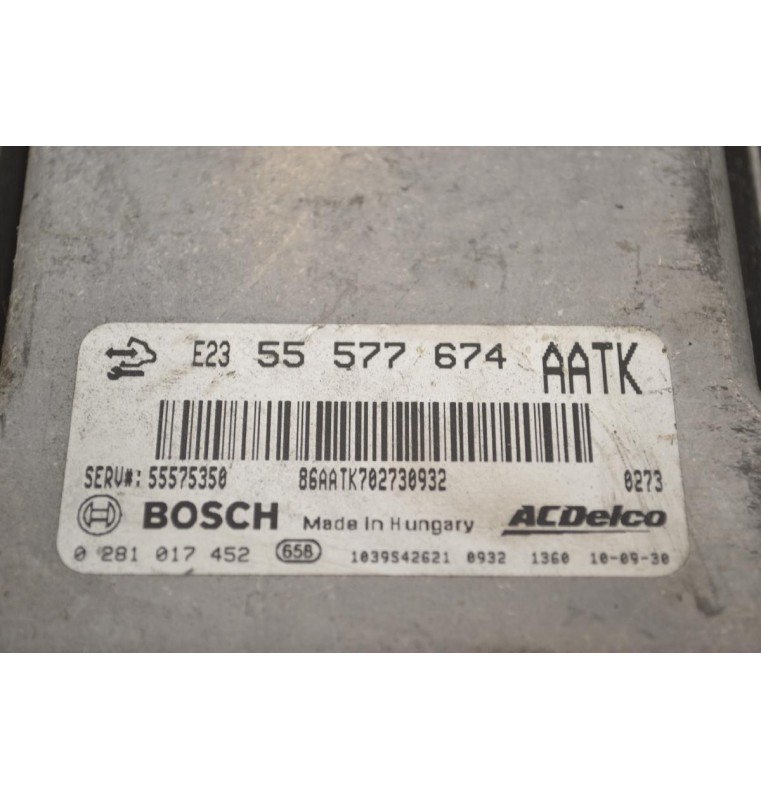 E23 55 577 674 AATK
SERV#: 55575350 86AATK702730932 0273
BOSCH Made in Hungary ACDelco
0 281 017 452 658 1039S42621 0932 1360 10-09-30